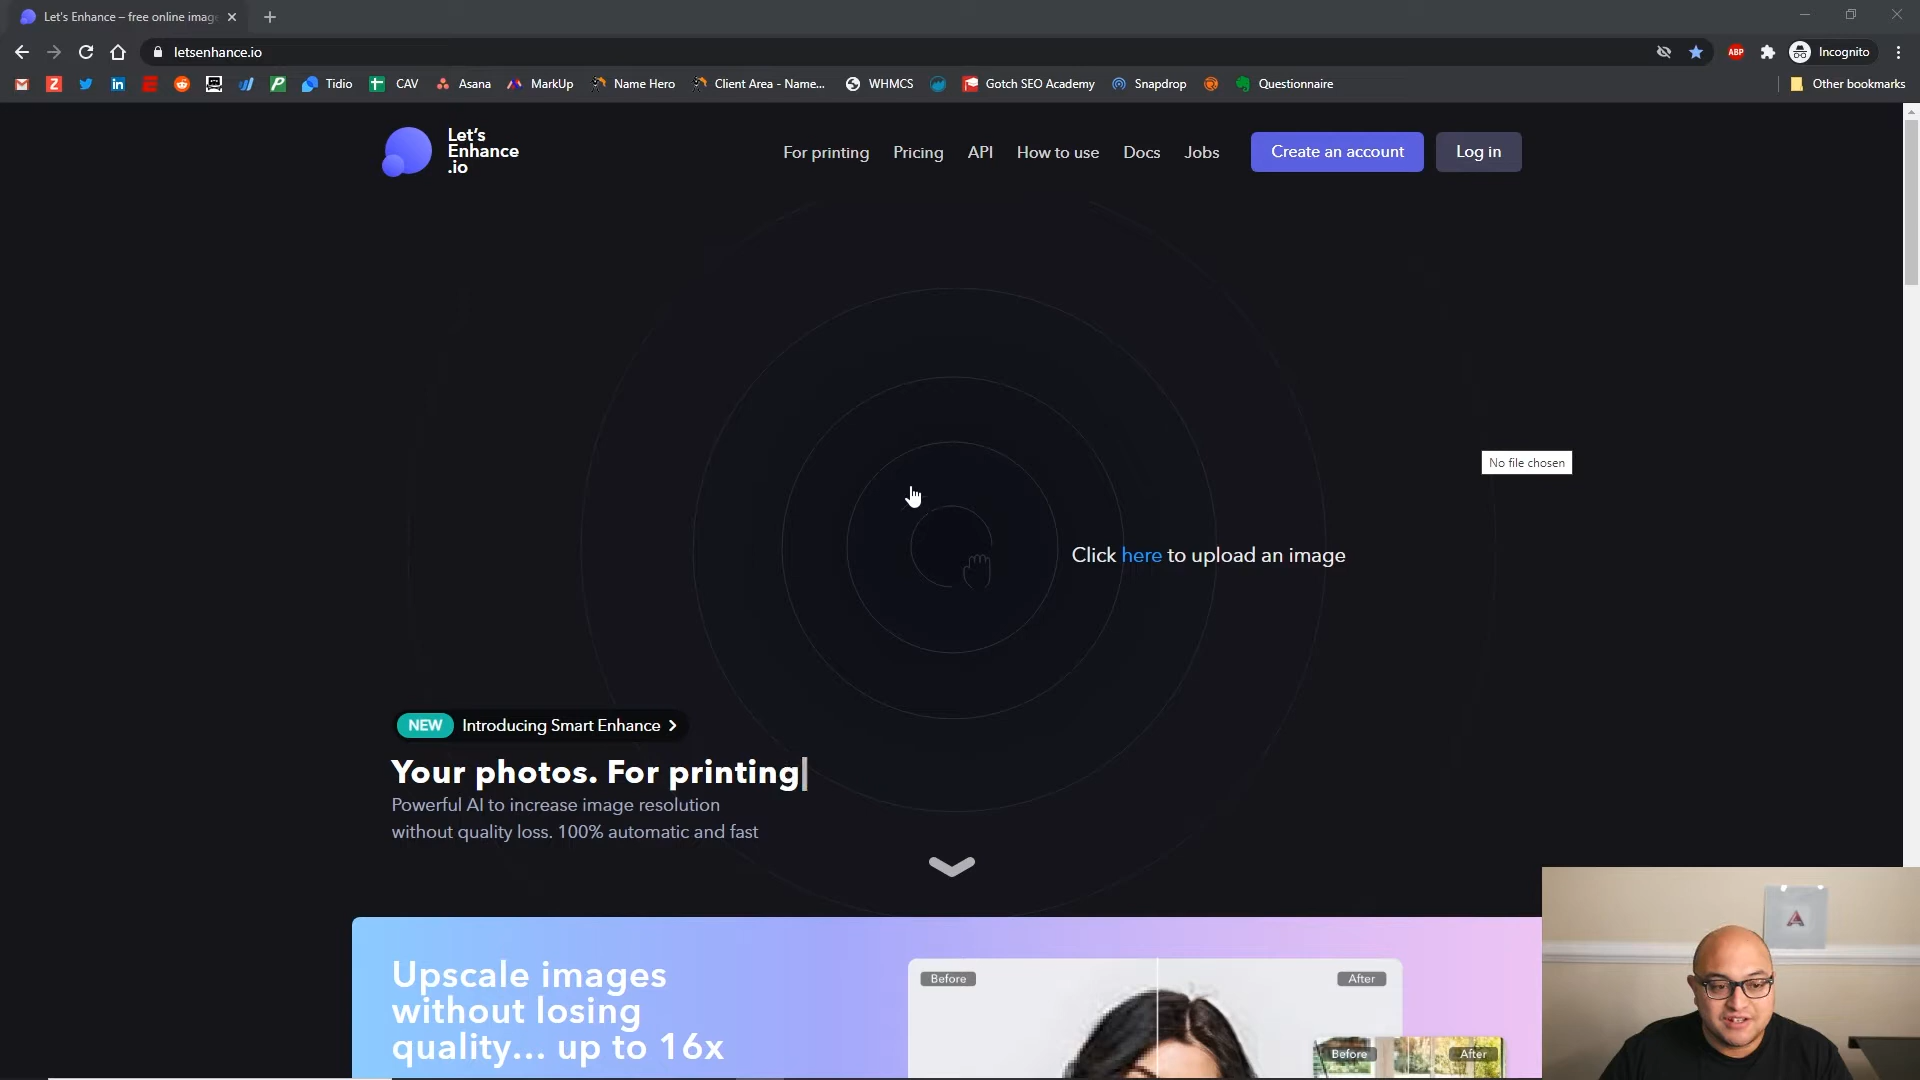 Let's Enhance – free online imag
letsenhance.io
ABP
Incognito
Tidio
CAV
Asana
MarkUp
Name Hero
Client Area - Name...
WHMCS
Gotch SEO Academy
Snapdrop
Questionnaire
Other bookmarks
Let's
Enhance
.io
For printing
Pricing
API
How to use
Docs
Jobs
Create an account
Log in
No file chosen
Click here to upload an image
NEW Introducing Smart Enhance
Your photos. For printing
Powerful AI to increase image resolution
without quality loss. 100% automatic and fast
Upscale images
without losing
quality... up to 16x
Before
After
Before
After